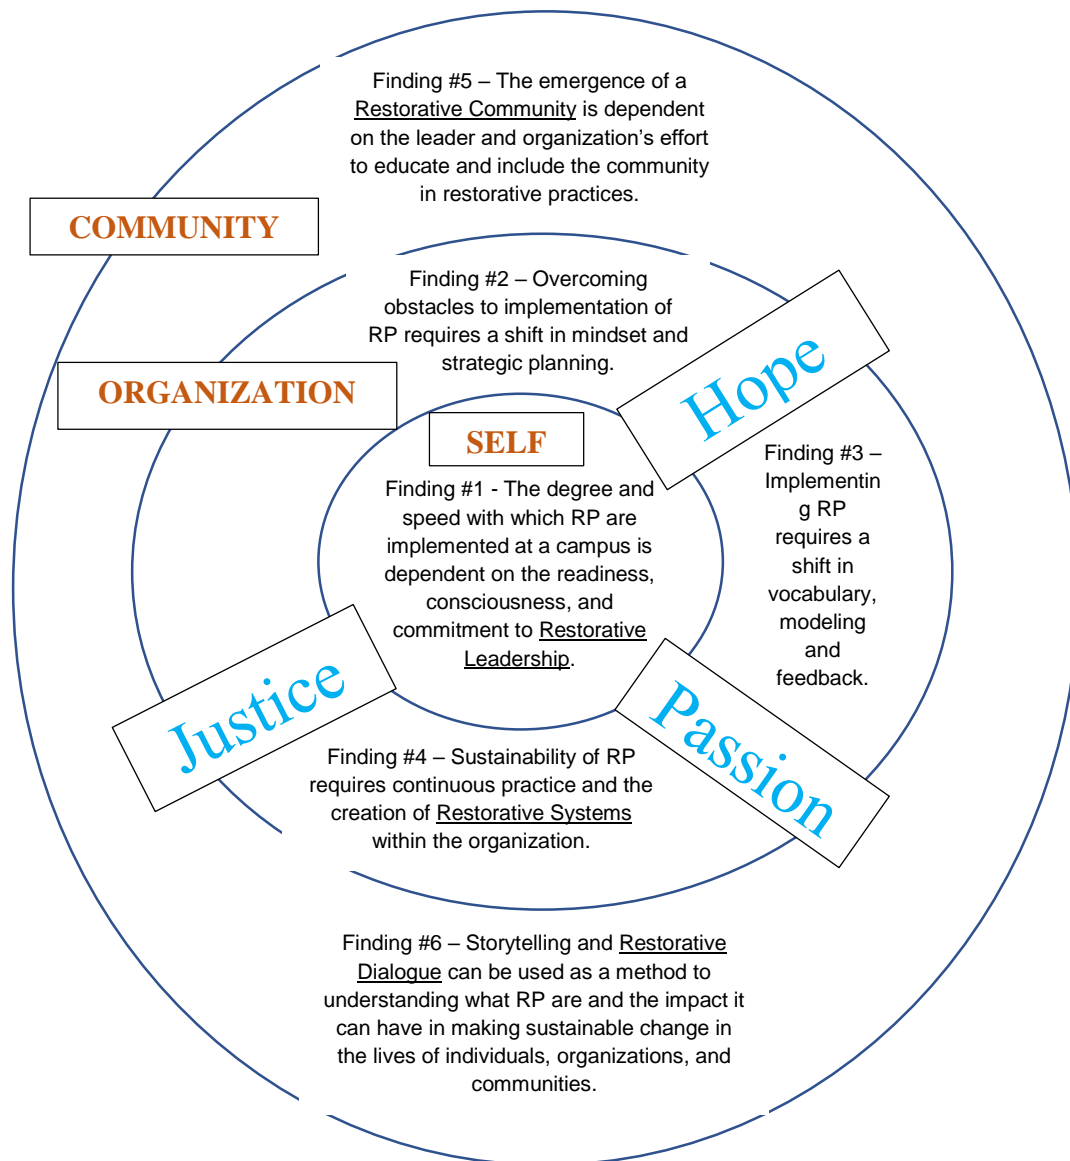 Finding #5 – The emergence of a
Restorative Community is dependent
on the leader and organization’s effort
to educate and include the community
in restorative practices.
COMMUNITY
Finding #2 – Overcoming
obstacles to implementation of
RP requires a shift in mindset and
strategic planning.
ORGANIZATION
Hope
SELF
Finding #1 - The degree and
speed with which RP are
implemented at a campus is
dependent on the readiness,
consciousness, and
commitment to Restorative
Leadership.
Finding #3 –
Implementin
g RP
requires a
shift in
vocabulary,
modeling
and
feedback.
Justice
Passion
Finding #4 – Sustainability of RP
requires continuous practice and the
creation of Restorative Systems
within the organization.
Finding #6 – Storytelling and Restorative
Dialogue can be used as a method to
understanding what RP are and the impact it
can have in making sustainable change in
the lives of individuals, organizations, and
communities.